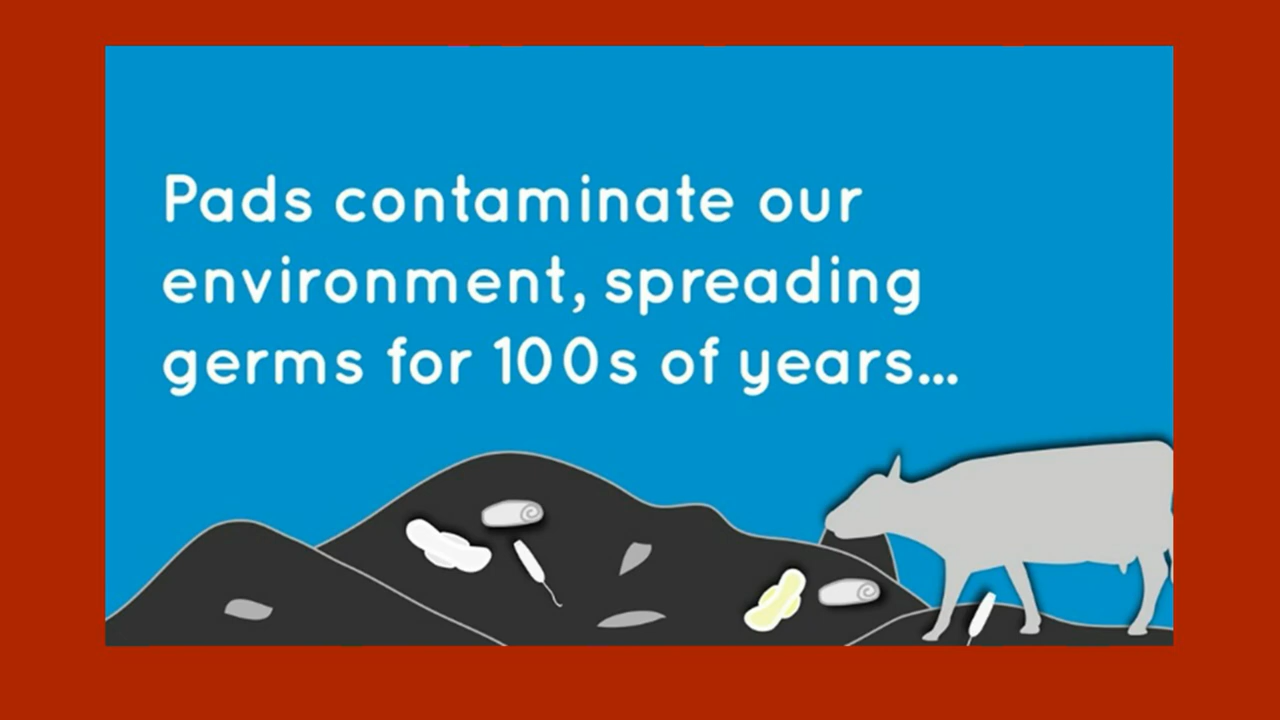 Pads contaminate our
environment, spreading
germs for 100s of years...